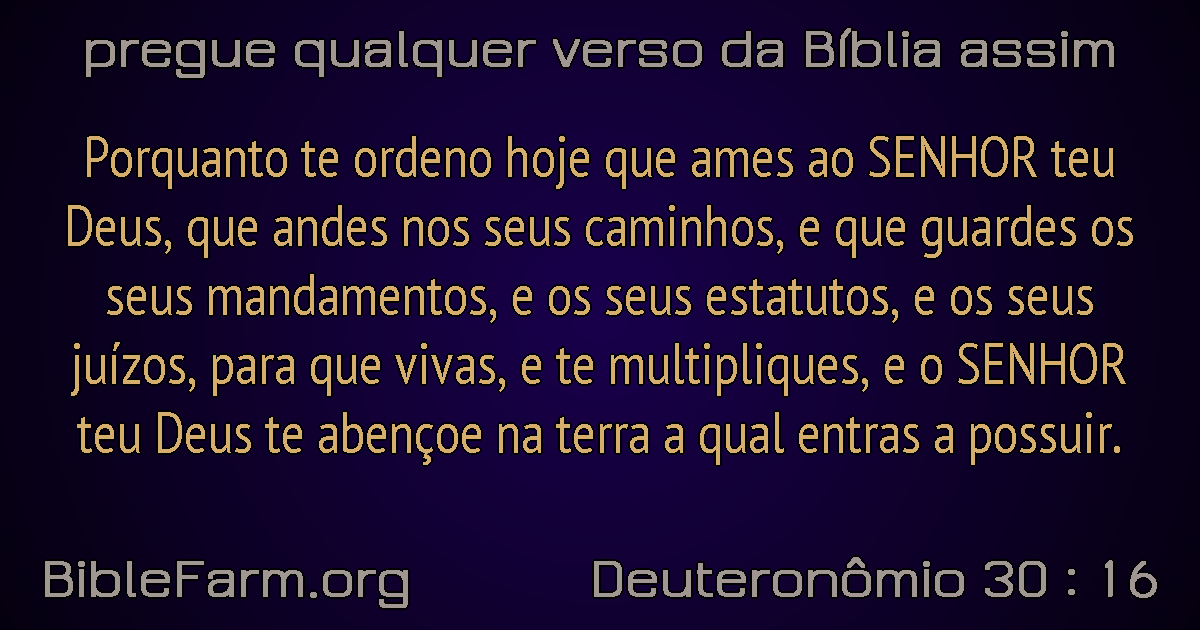 pregue qualquer verso da Bíblia assim
Porquanto te ordeno hoje que ames ao SENHOR teu
Deus, que andes nos seus caminhos, e que guardes os
seus mandamentos, e os seus estatutos, e os seus
juízos, para que vivas, e te multipliques, e o SENHOR
teu Deus te abençoe na terra a qual entras a possuir.
BibleFarm.org
Deuteronômio 30 : 16